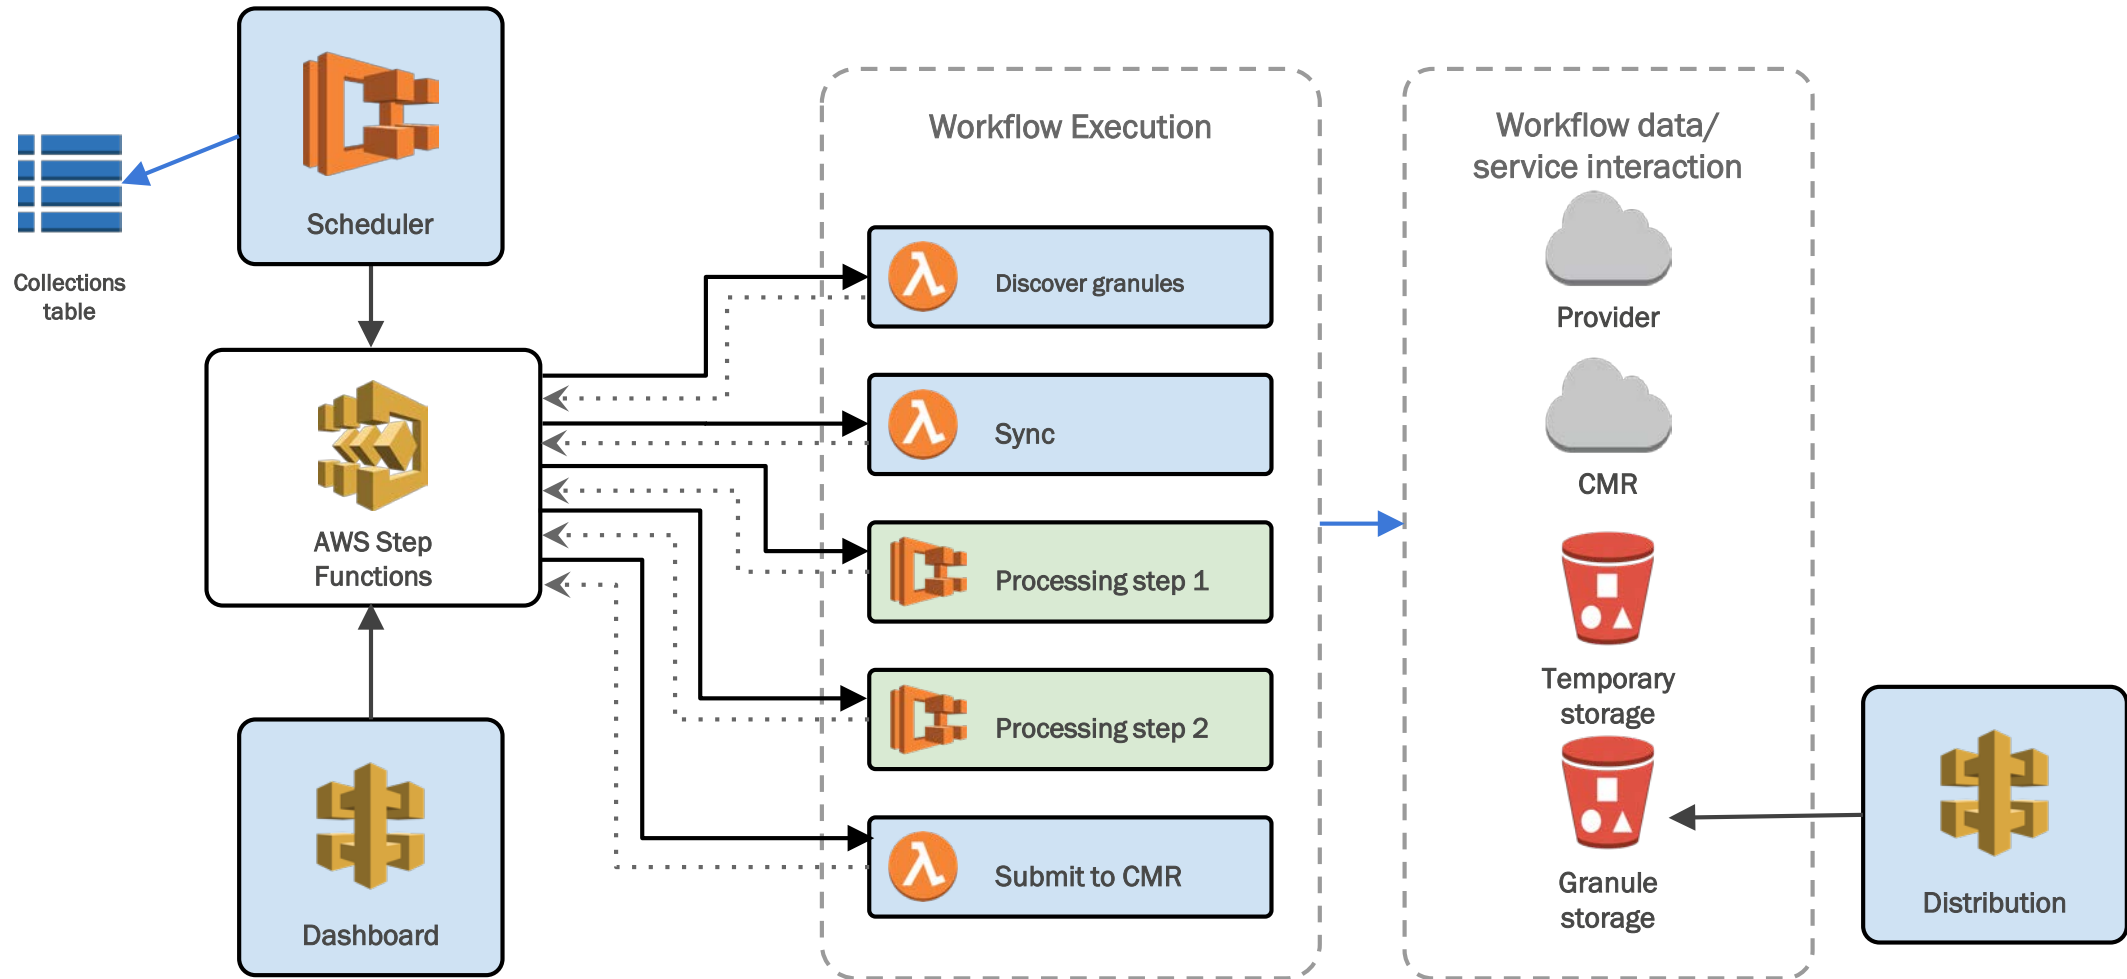 Scheduler
Collections
table
AWS Step
Functions
Dashboard
Workflow Execution
Discover granules
Sync
Processing step 1
Processing step 2
Submit to CMR
Workflow data/
service interaction
Provider
CMR
Temporary
storage
Granule
storage
Distribution